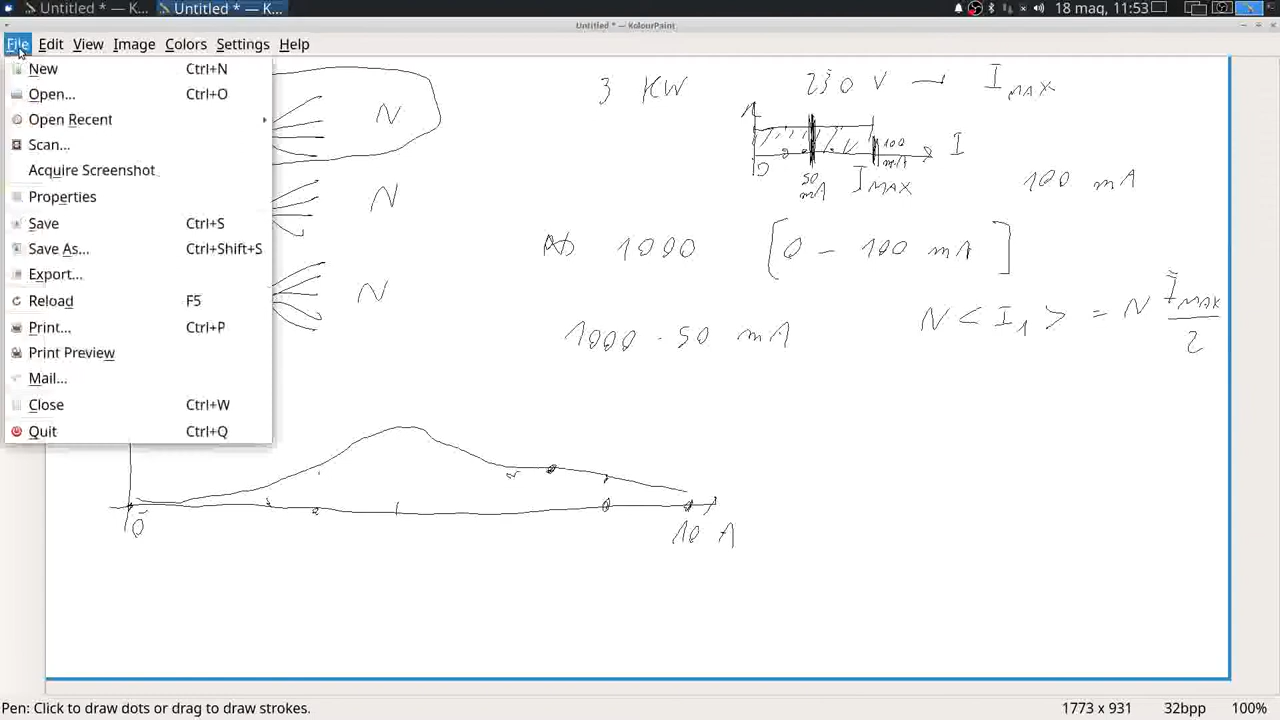 Untitled * — K...
Untitled * — K...
18 mag, 11:53
Untitled * — KolourPaint
File Edit View Image Colors Settings Help
New Ctrl+N
Open... Ctrl+O
Open Recent
Scan...
Acquire Screenshot
Properties
Save Ctrl+S
Save As... Ctrl+Shift+S
Export...
Reload F5
Print... Ctrl+P
Print Preview
Mail...
Close Ctrl+W
Quit Ctrl+Q
N
N
N
3 KW 230 V → I MAX
0 50 mA I MAX 100 mA I
100 mA
1000 [0 - 100 mA]
N < I1 > = N I MAX / 2
1000 · 50 mA
0 10 A
Pen: Click to draw dots or drag to draw strokes.
1773 x 931 32bpp 100%